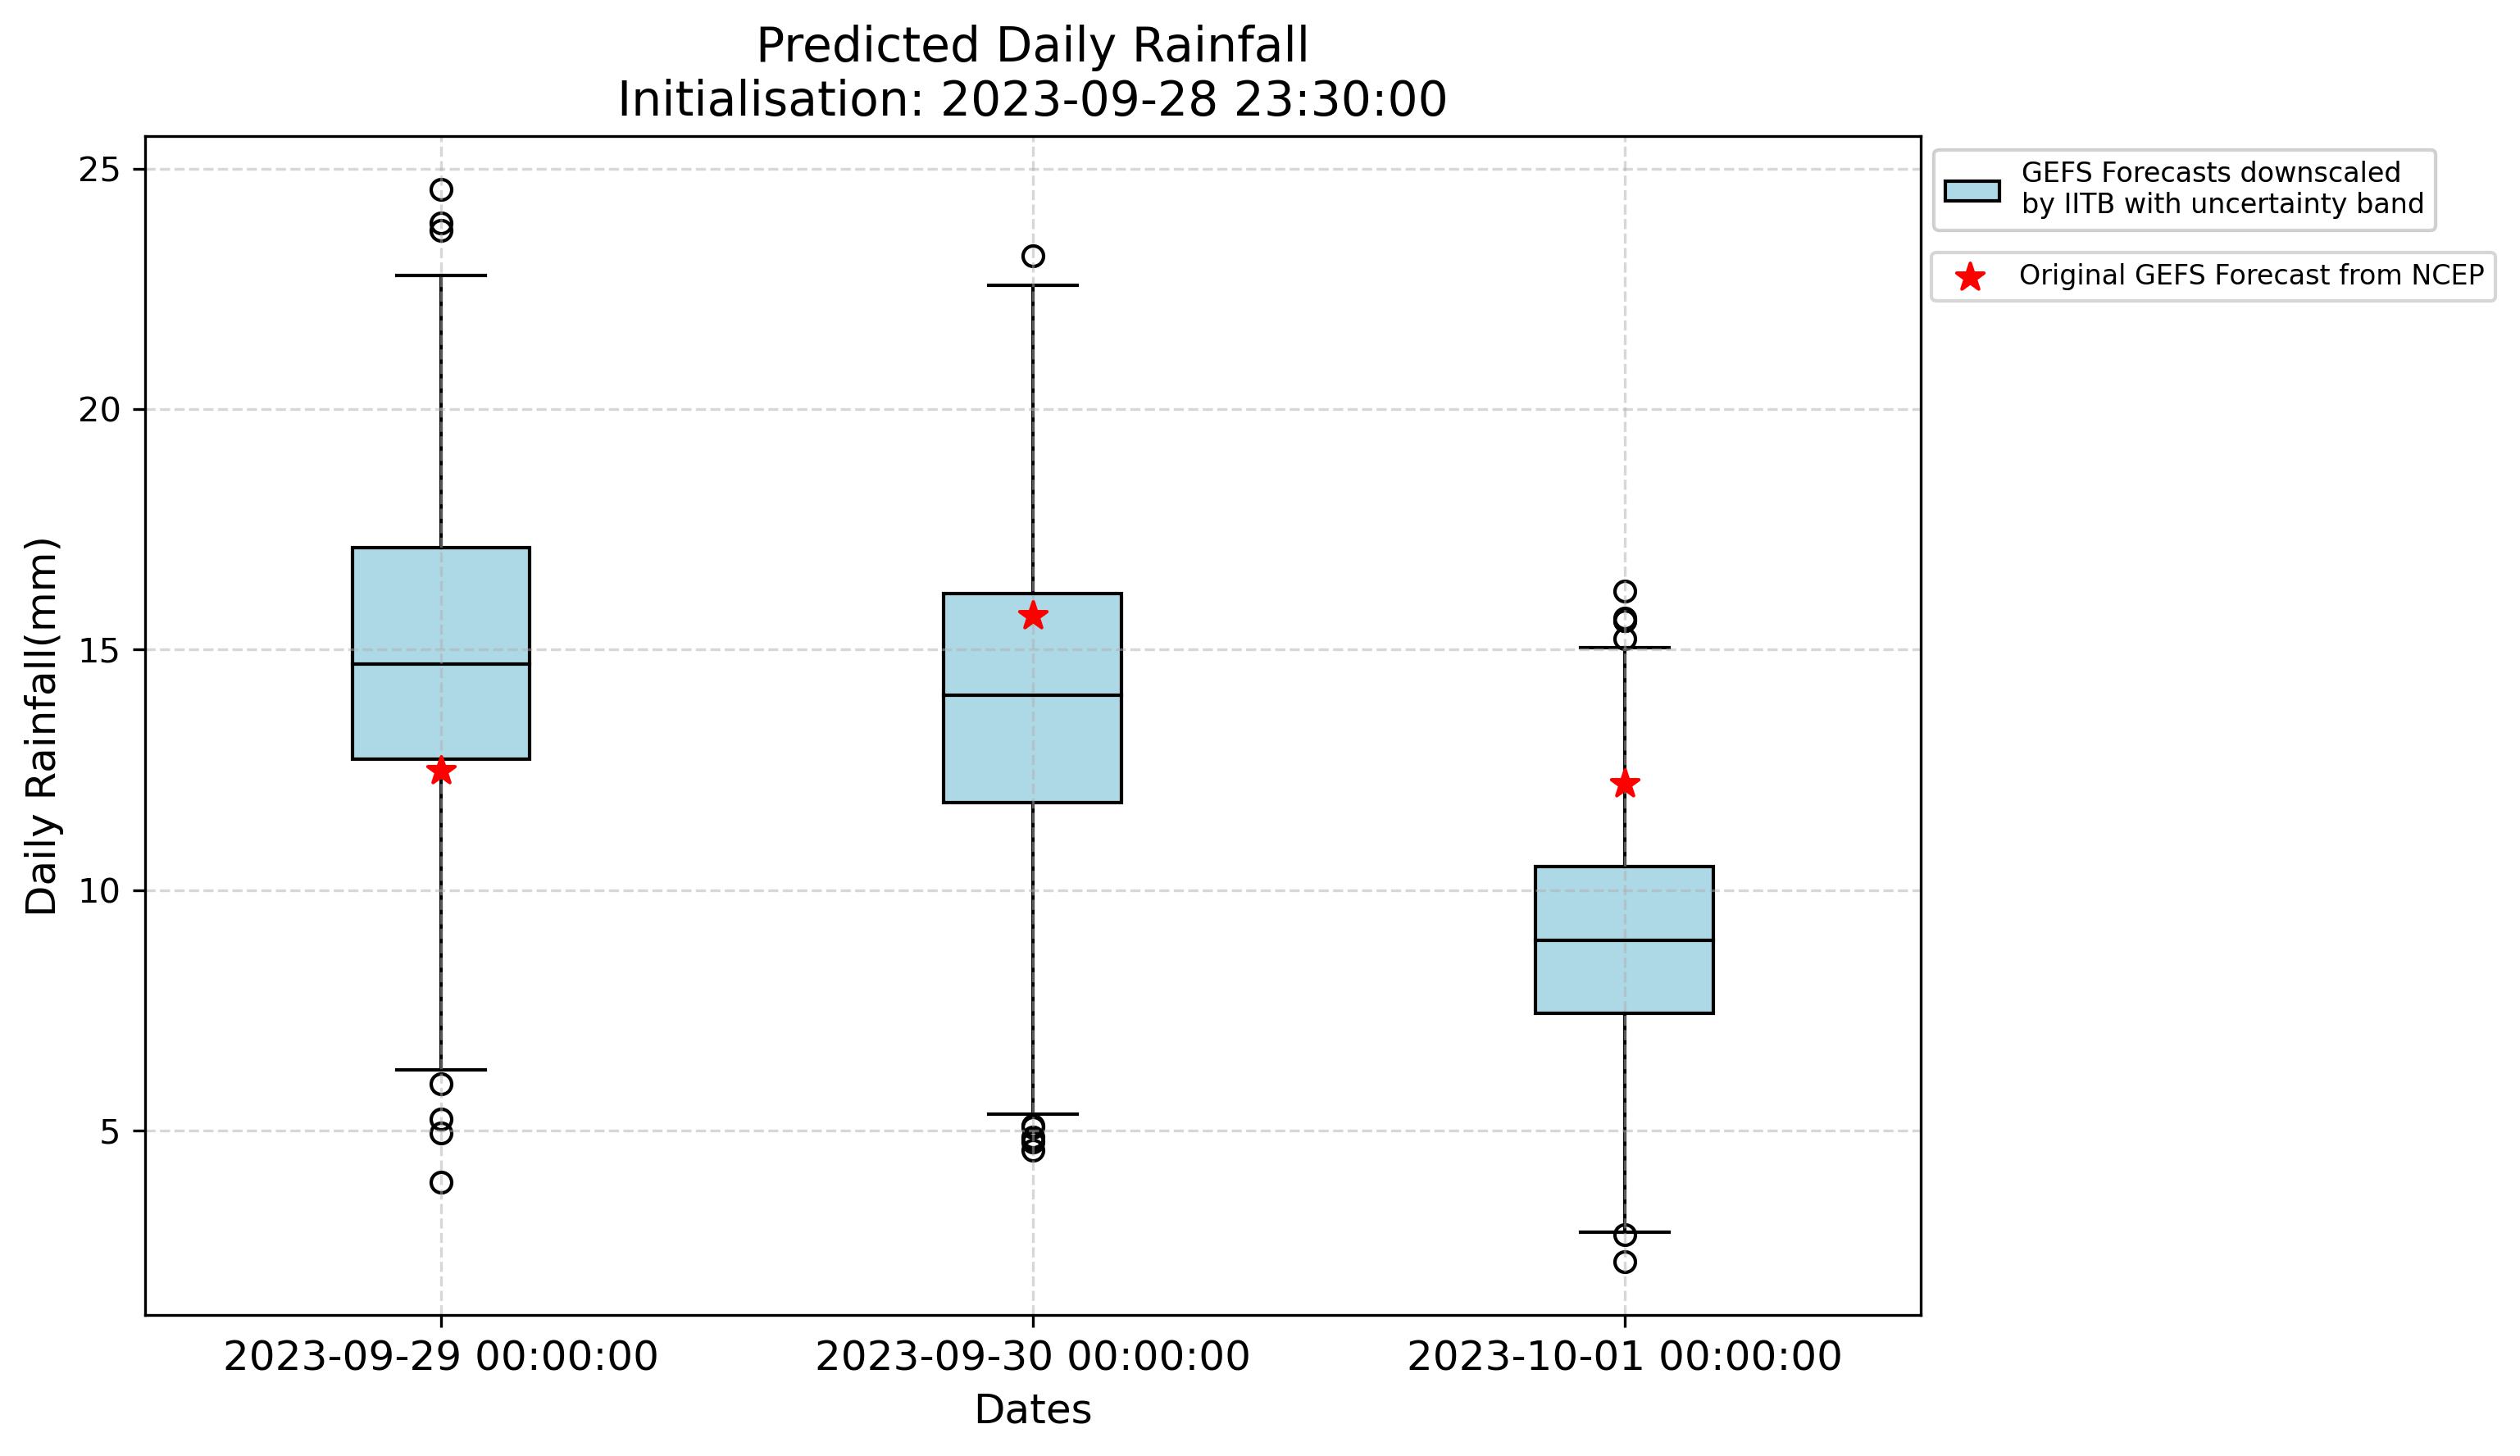 Predicted Daily Rainfall
Initialisation: 2023-09-28 23:30:00
25
20
15
10
5
Daily Rainfall(mm)
2023-09-29 00:00:00
2023-09-30 00:00:00
2023-10-01 00:00:00
Dates
GEFS Forecasts downscaled
by IITB with uncertainty band
Original GEFS Forecast from NCEP